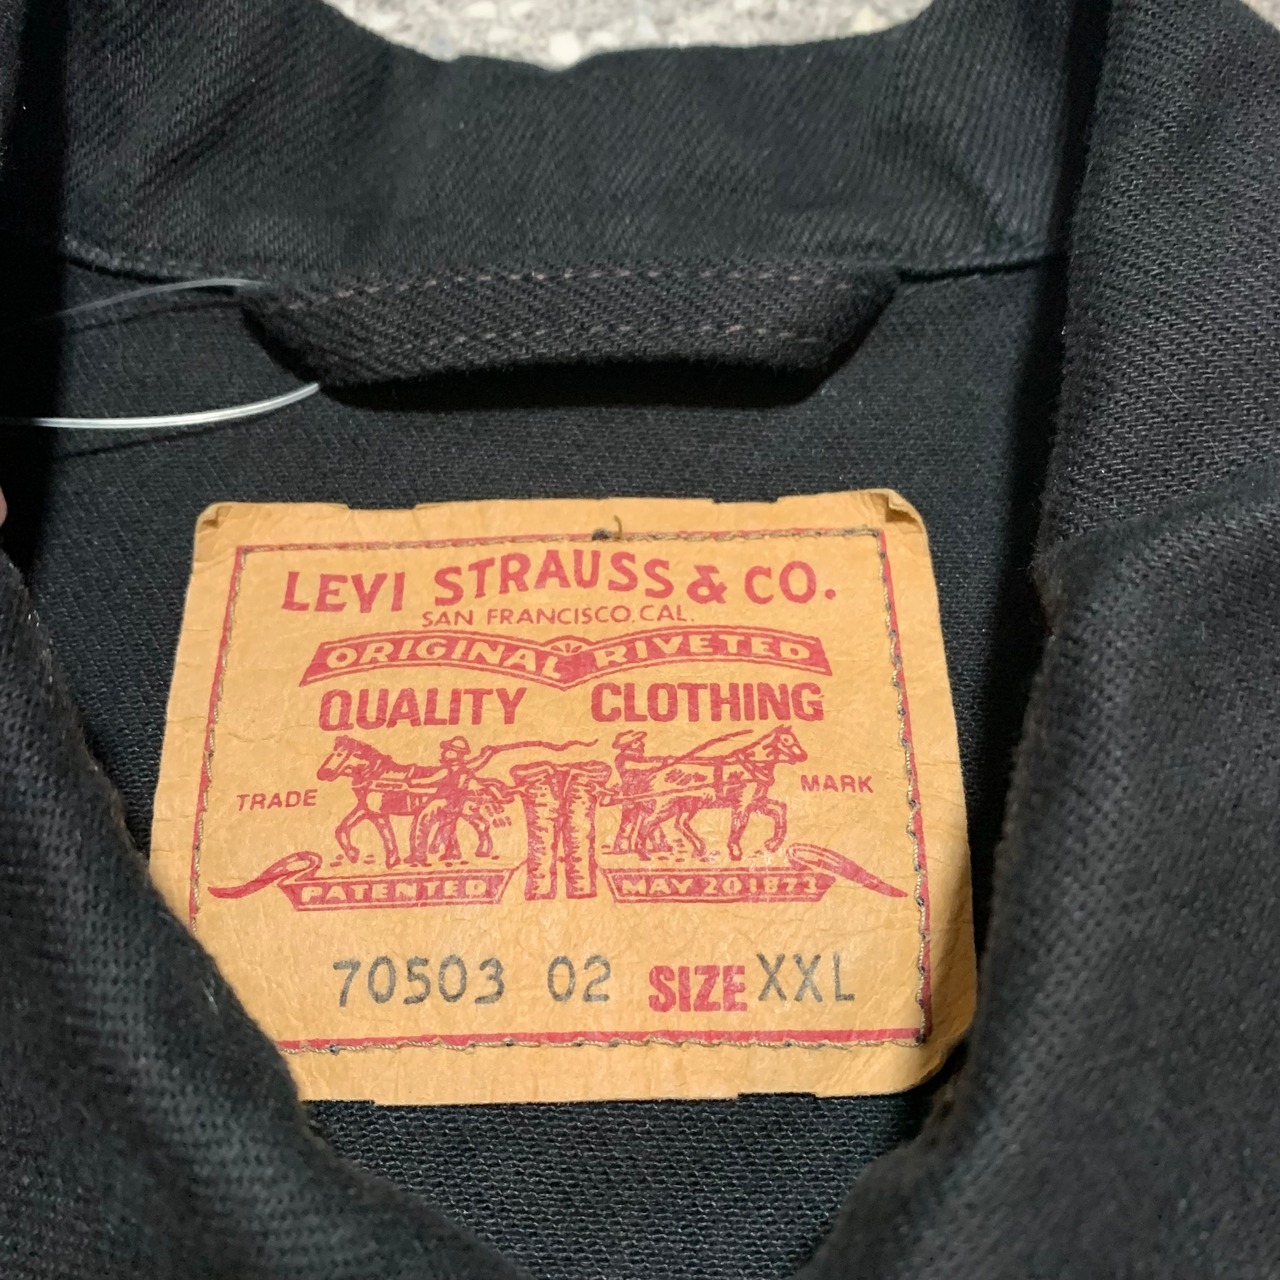 LEVI STRAUSS & CO.
SAN FRANCISCO, CAL.
ORIGINAL RIVETED
QUALITY CLOTHING
TRADE MARK
PATENTED MAY 20 1873
70503 02 SIZE XXL